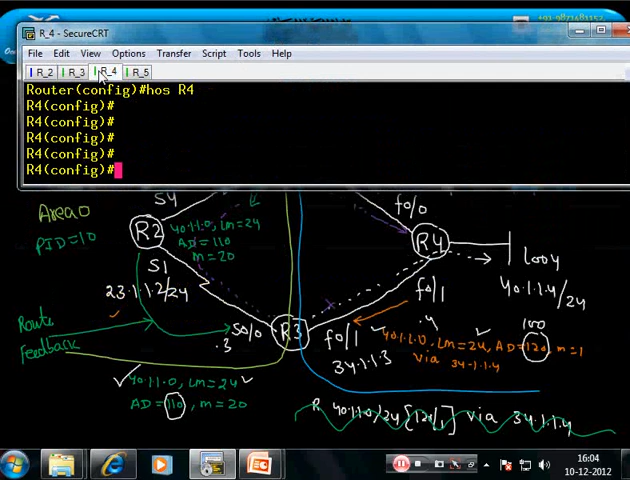 +91-9871481055
R_4 - SecureCRT
File Edit View Options Transfer Script Tools Help
R_2 R_3 R_4 R_5
Router(config)#hos R4
R4(config)#
R4(config)#
R4(config)#
R4(config)#
R4(config)#
S4
f0/0
Area 0
PID=10
R2
40.1.1.0, LM=24
AD=110
m=20
R4
Loo4
40.1.1.4/24
S1
23.1.1.2/24
f0/1
Route
Feedback
.3
S0/0
R3
f0/1
34.1.1.3
.4
100
40.1.1.0, LM=24, AD=120, m=1
via 34.1.1.4
40.1.1.0, LM=24
AD=110, m=20
R 40.1.1.0/24 [120/1] via 34.1.1.4
16:04
10-12-2012